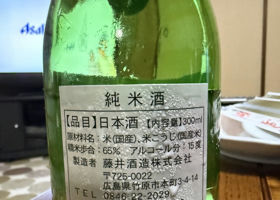 Asahi
純米酒
【品目】日本酒【内容量】300ml
原材料名:米(国産)、米こうじ(国産米)
精米歩合:65% アルコール分:15度
製造者 藤井酒造株式会社
〒725-0022
広島県竹原市本町3-4-14
TEL 0846-22-2029